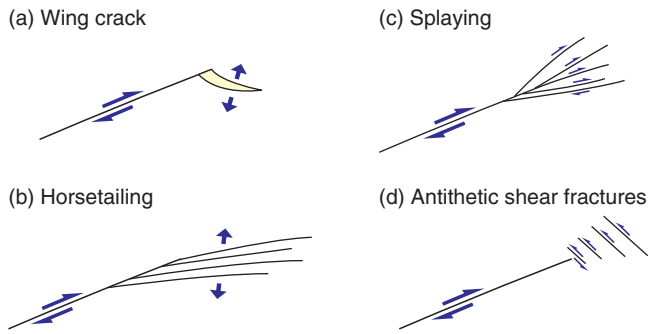 (a) Wing crack
(c) Splaying
(b) Horsetailing
(d) Antithetic shear fractures